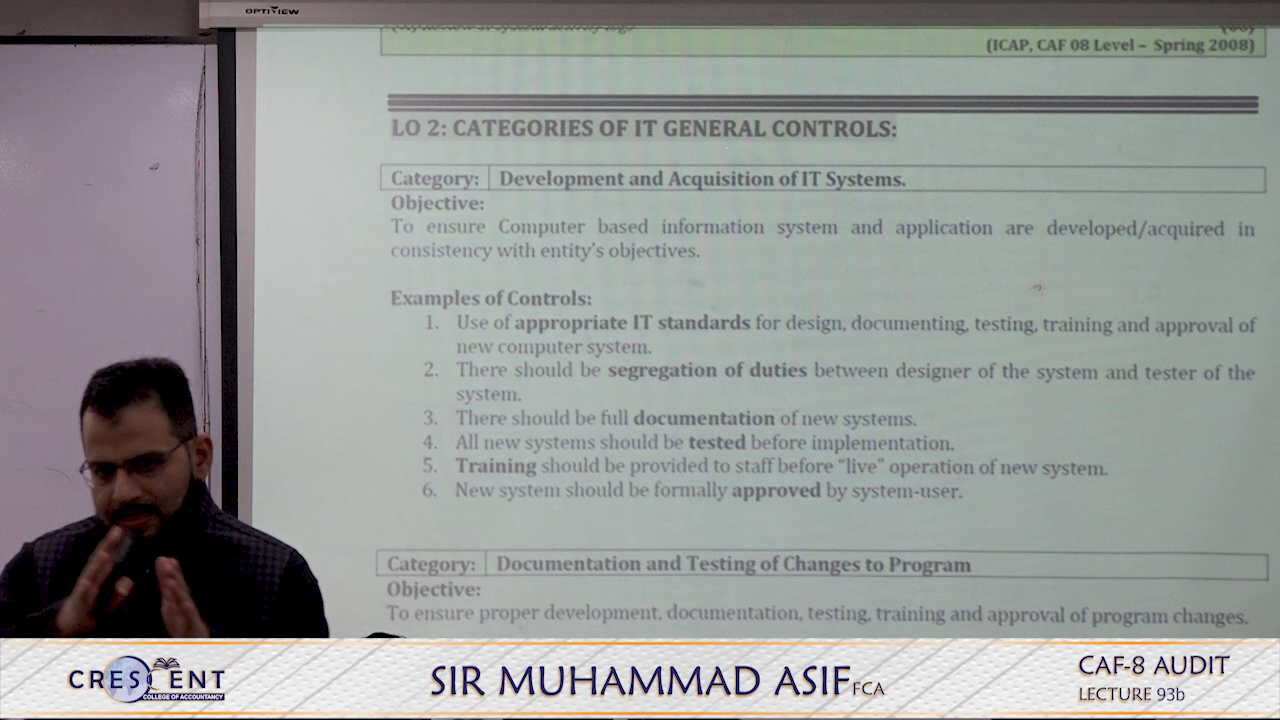 OPTIVIEW
(ICAP, CAF 08 Level – Spring 2008)
LO 2: CATEGORIES OF IT GENERAL CONTROLS:
Category: Development and Acquisition of IT Systems.
Objective:
To ensure Computer based information system and application are developed/acquired in
consistency with entity's objectives.
Examples of Controls:
1. Use of appropriate IT standards for design, documenting, testing, training and approval of
new computer system.
2. There should be segregation of duties between designer of the system and tester of the
system.
3. There should be full documentation of new systems.
4. All new systems should be tested before implementation.
5. Training should be provided to staff before "live" operation of new system.
6. New system should be formally approved by system-user.
Category: Documentation and Testing of Changes to Program
Objective:
To ensure proper development, documentation, testing, training and approval of program changes.
CRESCENT
COLLEGE OF ACCOUNTANCY
SIR MUHAMMAD ASIF FCA
CAF-8 AUDIT
LECTURE 93b